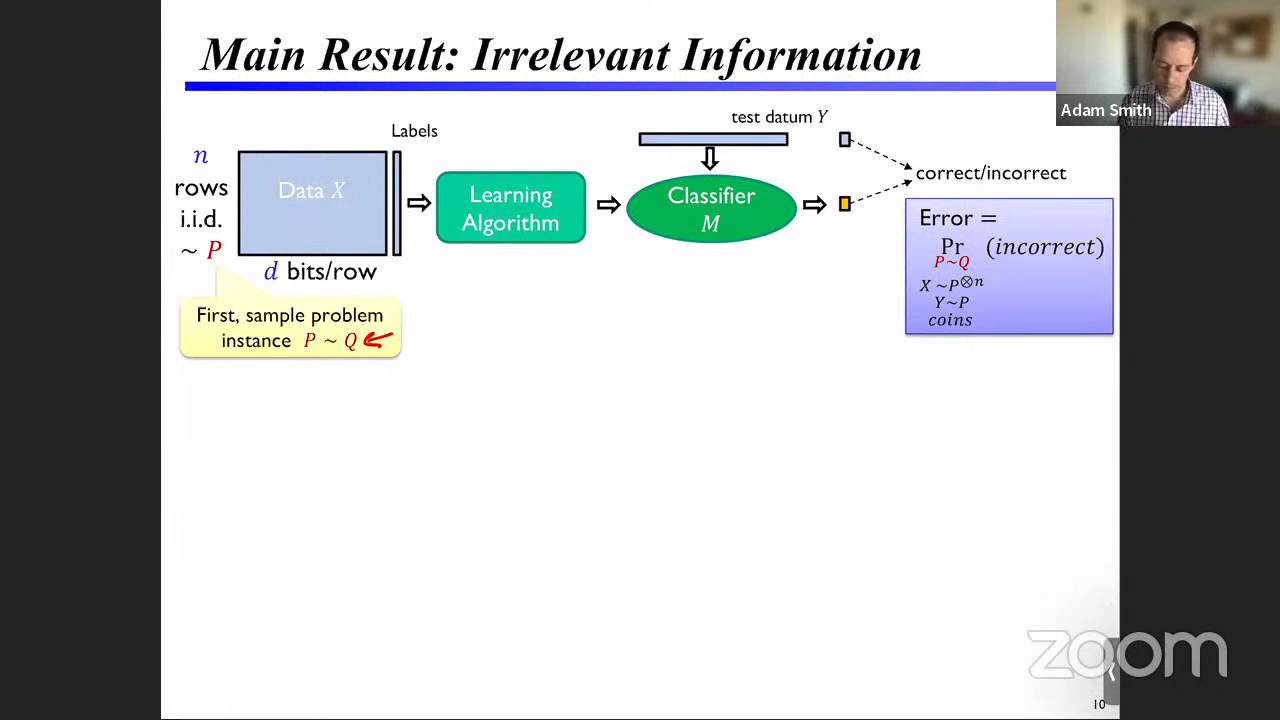 Main Result: Irrelevant Information
Adam Smith
test datum Y
Labels
n
rows
i.i.d.
~ P
Data X
Learning
Algorithm
Classifier
M
correct/incorrect
d bits/row
Error =
Pr (incorrect)
P~Q
X ~P⊗n
Y~P
coins
First, sample problem
instance P ~ Q
zoom
10